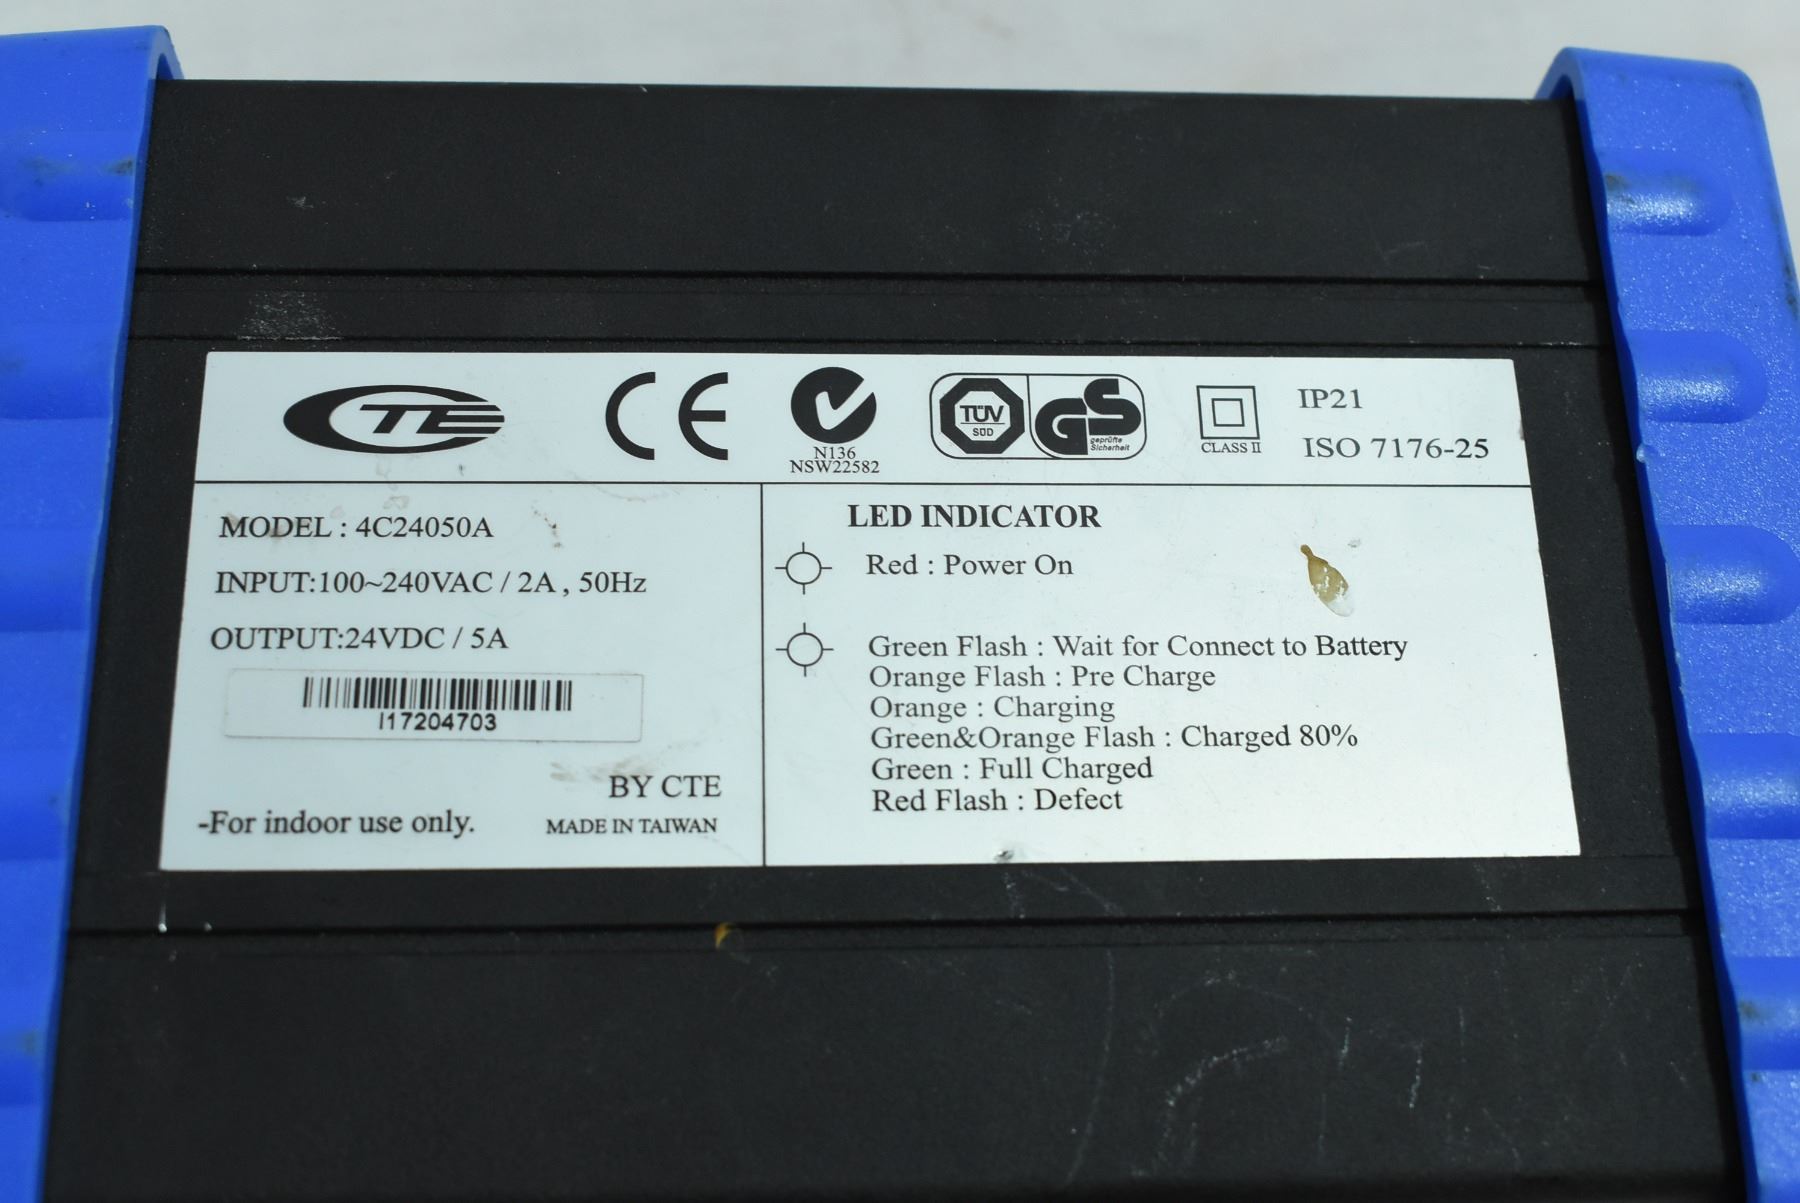 CTE
CE
N136
NSW22582
TÜV
SÜD
GS
geprüfte
Sicherheit
CLASS II
IP21
ISO 7176-25
MODEL : 4C24050A
INPUT:100~240VAC / 2A , 50Hz
OUTPUT:24VDC / 5A
I17204703
BY CTE
-For indoor use only.
MADE IN TAIWAN
LED INDICATOR
Red : Power On
Green Flash : Wait for Connect to Battery
Orange Flash : Pre Charge
Orange : Charging
Green&Orange Flash : Charged 80%
Green : Full Charged
Red Flash : Defect